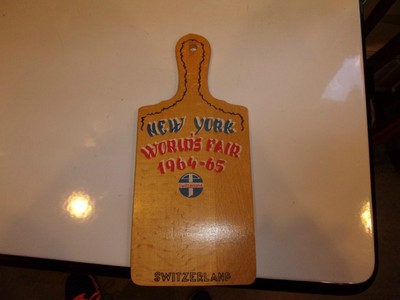 NEW YORK
WORLD'S FAIR
1964-65
SWITZERLAND